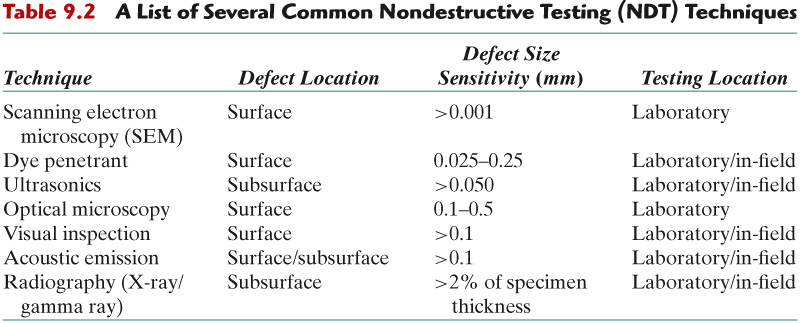 Table 9.2 A List of Several Common Nondestructive Testing (NDT) Techniques
Technique Defect Location Defect Size Sensitivity (mm) Testing Location
Scanning electron microscopy (SEM) Surface >0.001 Laboratory
Dye penetrant Surface 0.025–0.25 Laboratory/in-field
Ultrasonics Subsurface >0.050 Laboratory/in-field
Optical microscopy Surface 0.1–0.5 Laboratory
Visual inspection Surface >0.1 Laboratory/in-field
Acoustic emission Surface/subsurface >0.1 Laboratory/in-field
Radiography (X-ray/gamma ray) Subsurface >2% of specimen thickness Laboratory/in-field